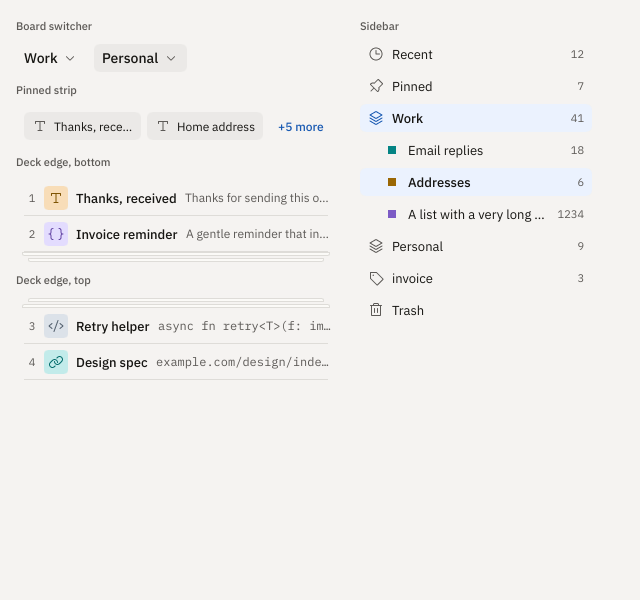 Board switcher
Work
Personal
Pinned strip
Thanks, rece…
Home address
+5 more
Deck edge, bottom
1 Thanks, received Thanks for sending this o…
2 { } Invoice reminder A gentle reminder that in…
Deck edge, top
3 </> Retry helper async fn retry<T>(f: im…
4 Design spec example.com/design/inde…
Sidebar
Recent 12
Pinned 7
Work 41
Email replies 18
Addresses 6
A list with a very long … 1234
Personal 9
invoice 3
Trash